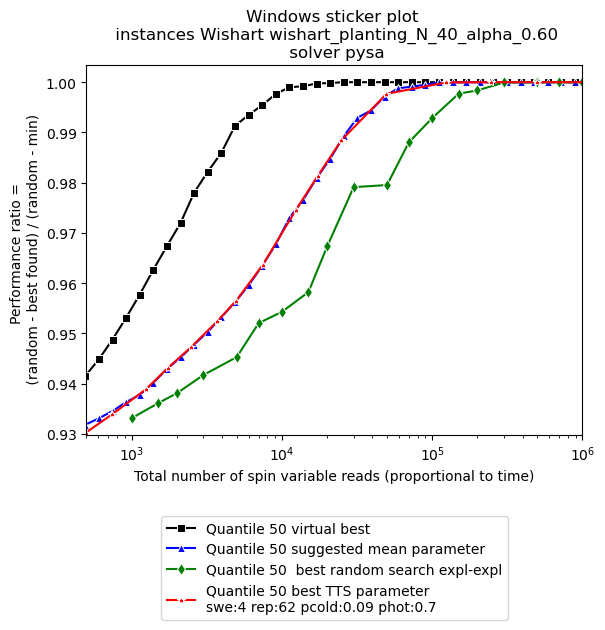 Windows sticker plot
instances Wishart wishart_planting_N_40_alpha_0.60
solver pysa
Performance ratio =
(random - best found) / (random - min)
1.00
0.99
0.98
0.97
0.96
0.95
0.94
0.93
10³
10⁴
10⁵
10⁶
Total number of spin variable reads (proportional to time)
Quantile 50 virtual best
Quantile 50 suggested mean parameter
Quantile 50  best random search expl-expl
Quantile 50 best TTS parameter
swe:4 rep:62 pcold:0.09 phot:0.7